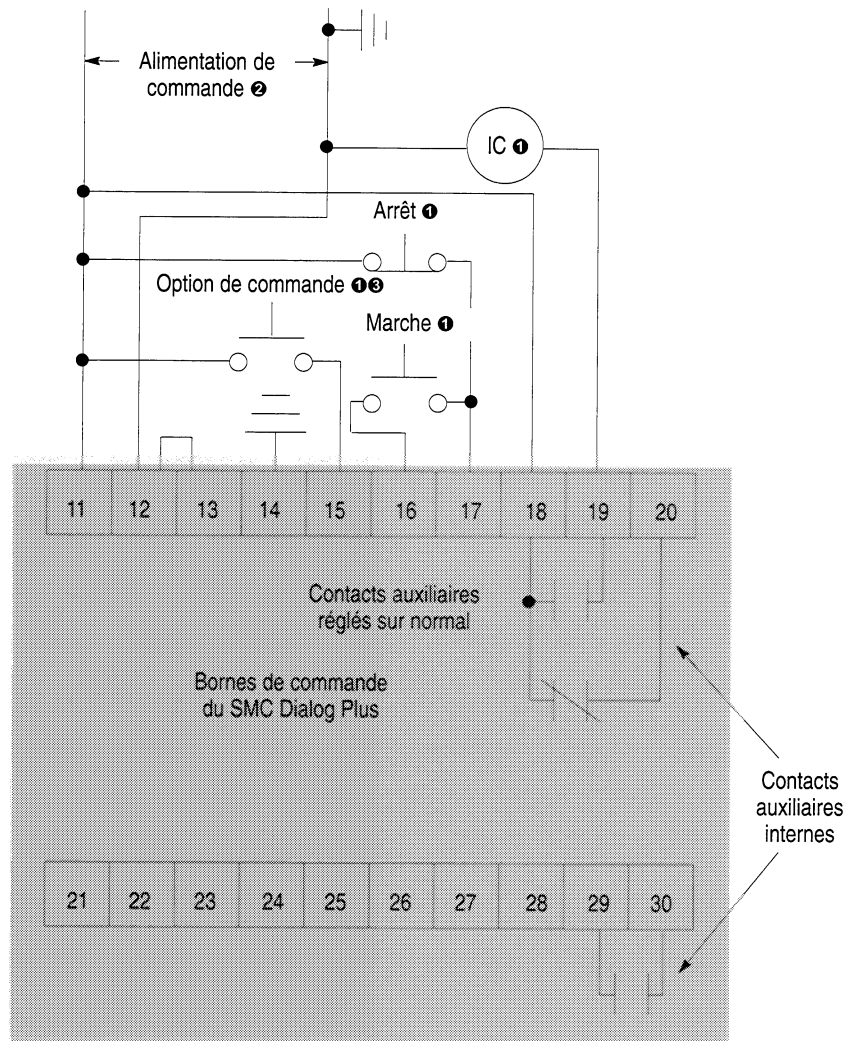 Alimentation de
commande ❷
IC ❶
Arrêt ❶
Option de commande ❶❸
Marche ❶
11 12 13 14 15 16 17 18 19 20
Contacts auxiliaires
réglés sur normal
Bornes de commande
du SMC Dialog Plus
Contacts
auxiliaires
internes
21 22 23 24 25 26 27 28 29 30